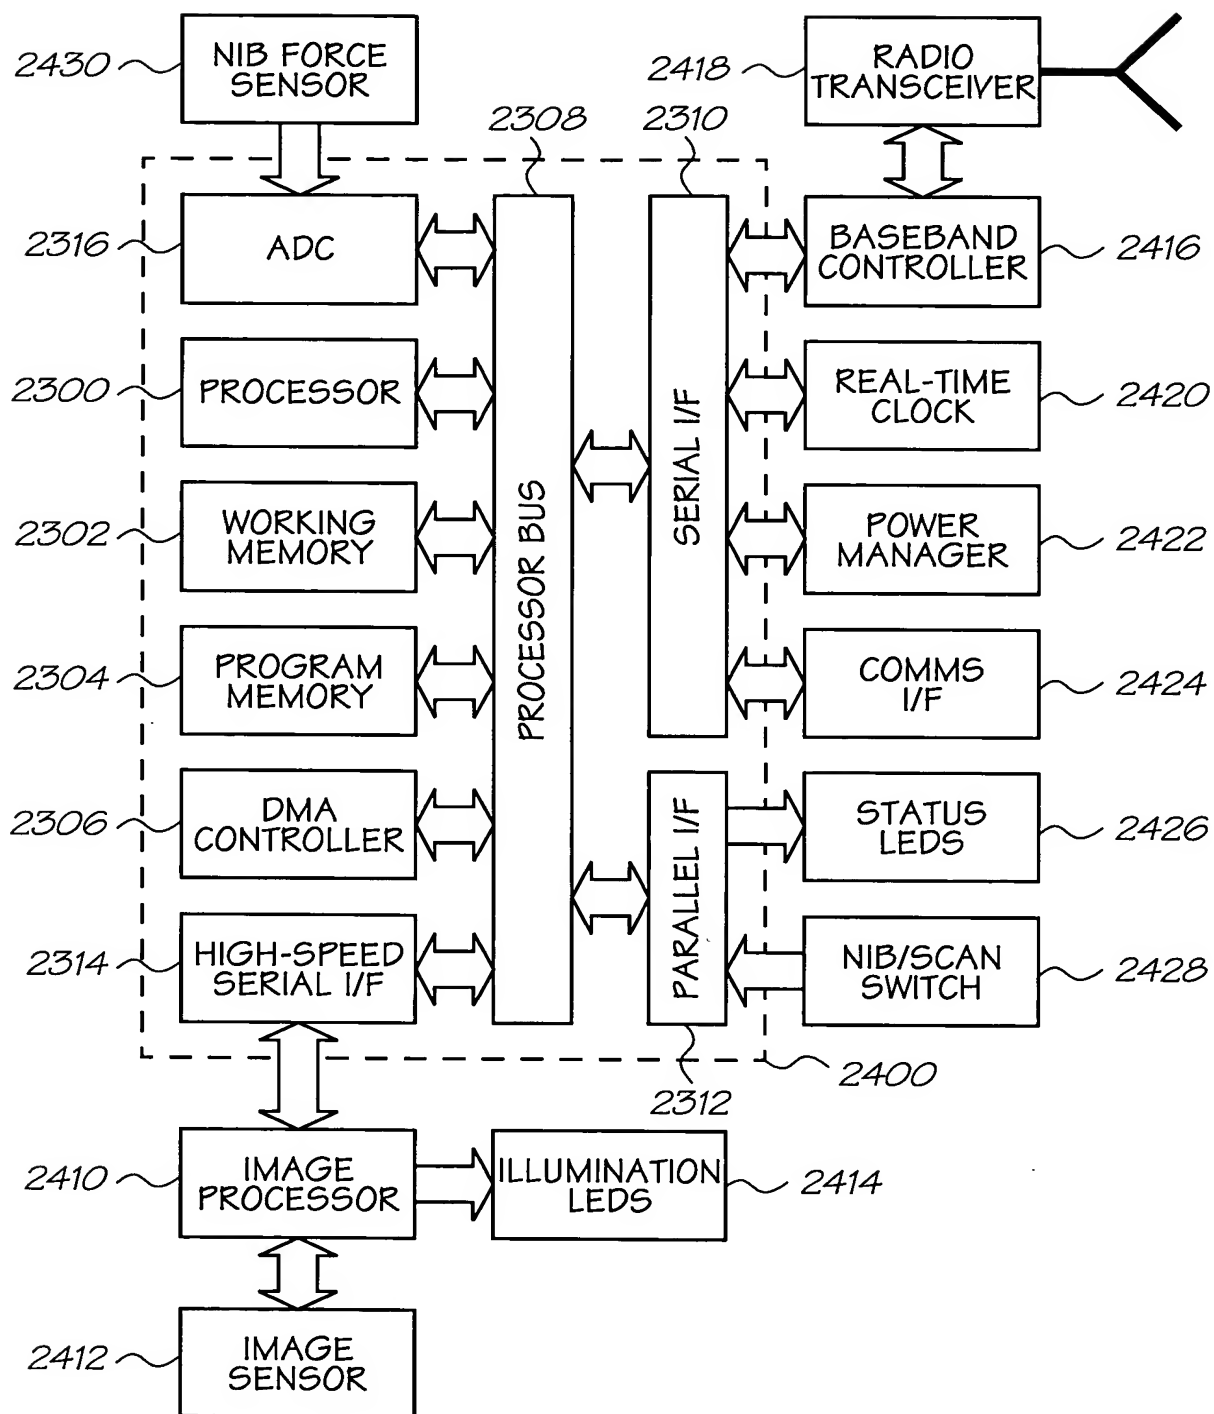 2430
NIB FORCE
SENSOR
2418
RADIO
TRANSCEIVER
2308
2310
2316
ADC
BASEBAND
CONTROLLER
2416
2300
PROCESSOR
REAL-TIME
CLOCK
2420
2302
WORKING
MEMORY
PROCESSOR BUS
SERIAL I/F
POWER
MANAGER
2422
2304
PROGRAM
MEMORY
COMMS
I/F
2424
2306
DMA
CONTROLLER
PARALLEL I/F
STATUS
LEDS
2426
2314
HIGH-SPEED
SERIAL I/F
NIB/SCAN
SWITCH
2428
2400
2312
2410
IMAGE
PROCESSOR
ILLUMINATION
LEDS
2414
2412
IMAGE
SENSOR